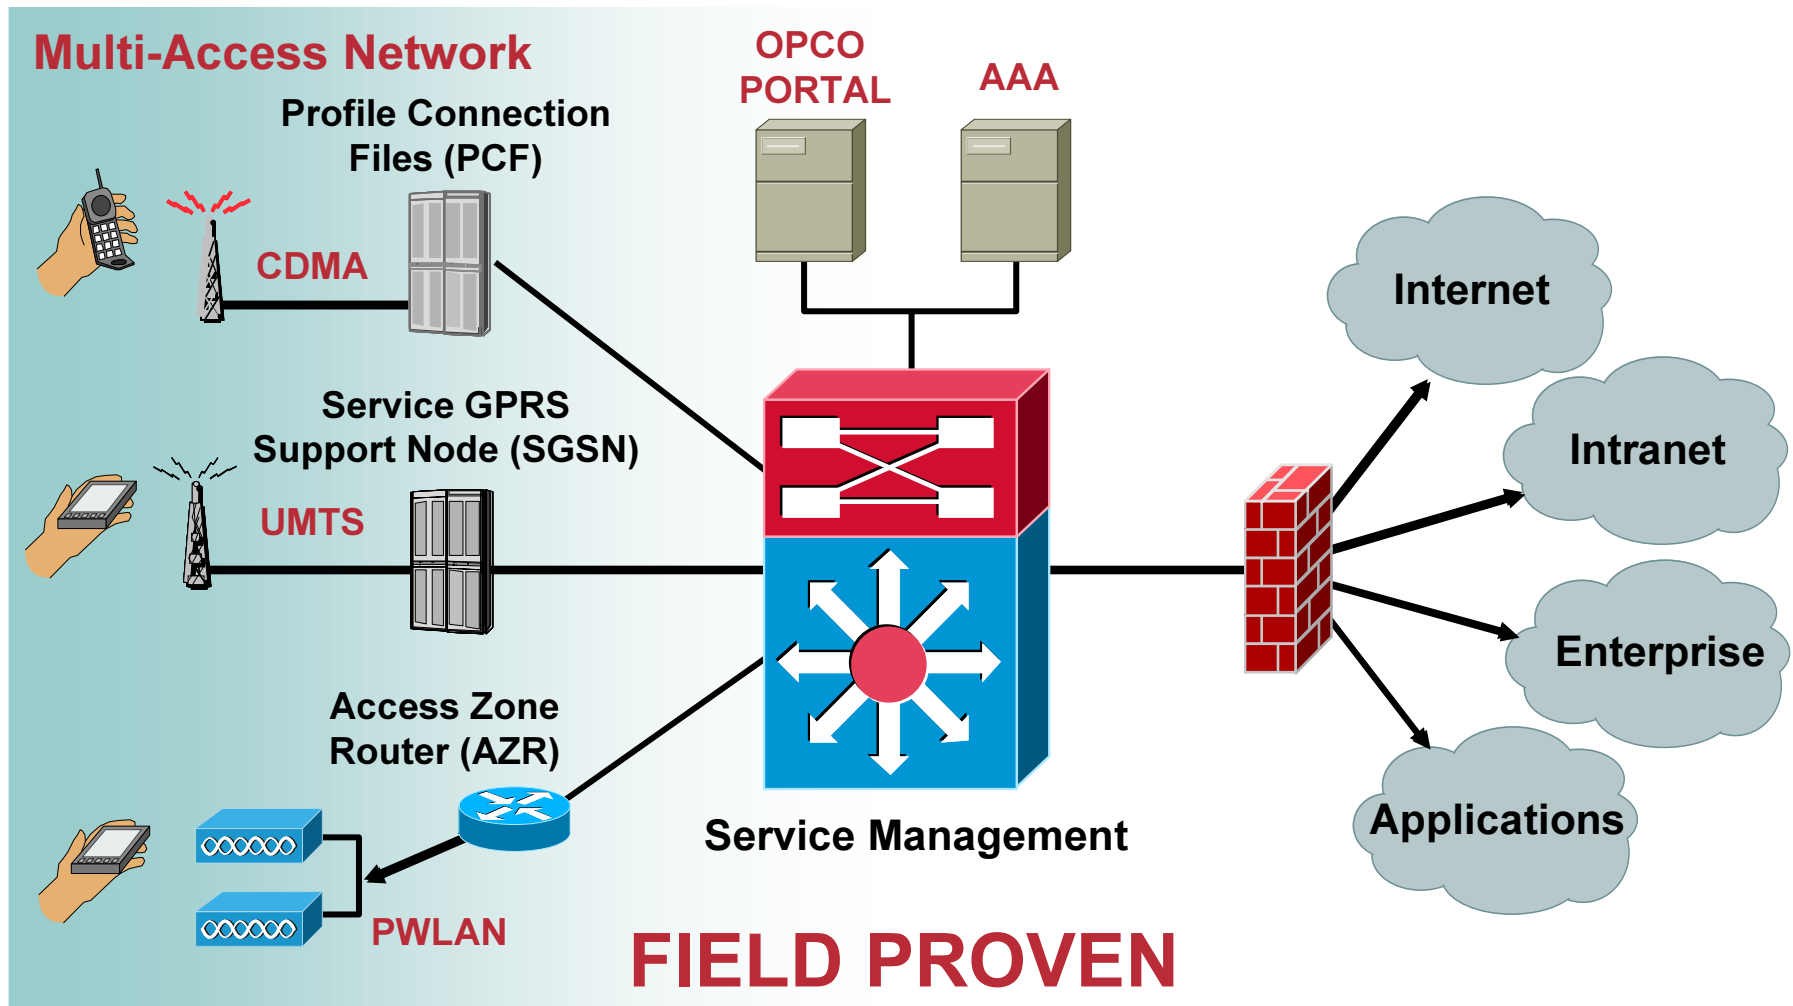 Multi-Access Network
OPCO
PORTAL
AAA
Profile Connection
Files (PCF)
CDMA
Internet
Service GPRS
Support Node (SGSN)
Intranet
UMTS
Enterprise
Access Zone
Router (AZR)
Applications
Service Management
PWLAN
FIELD PROVEN